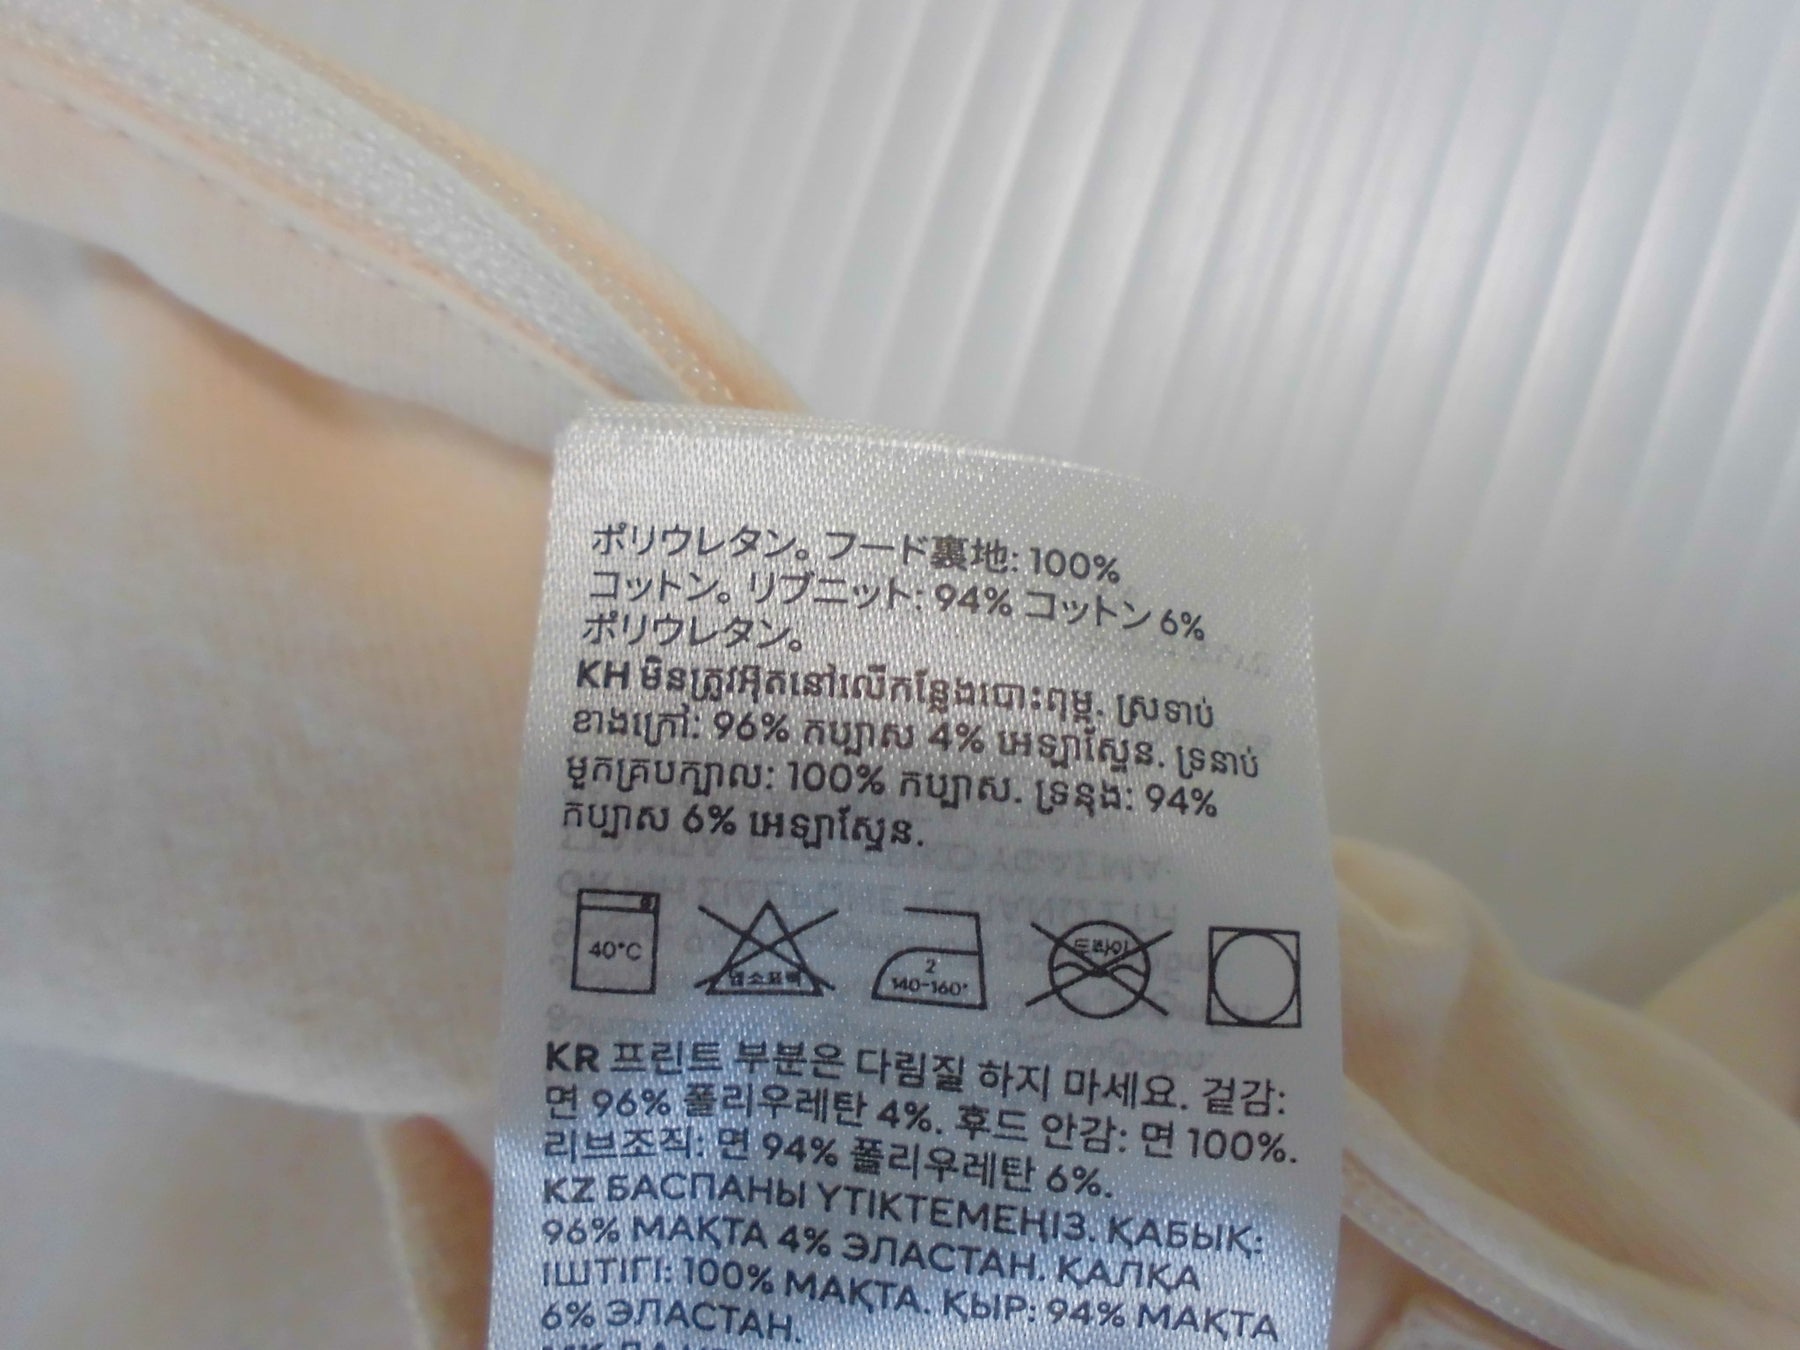 ポリウレタン。フード裏地: 100%
コットン。リブニット: 94% コットン 6%
ポリウレタン。
KH មិនត្រូវអ៊ុតនៅលើកន្លែងបោះពុម្ព. ស្រទាប់
ខាងក្រៅ: 96% កប្បាស 4% អេឡាស្ទែន. ទ្រនាប់
មួកគ្របក្បាល: 100% កប្បាស. ទ្រនុង: 94%
កប្បាស 6% អេឡាស្ទែន.
40°C
염소표백
2
140-160°
드라이
KR 프린트 부분은 다림질 하지 마세요. 겉감:
면 96% 폴리우레탄 4%. 후드 안감: 면 100%.
리브조직: 면 94% 폴리우레탄 6%.
KZ БАСПАНЫ ҮТІКТЕМЕҢІЗ. ҚАБЫҚ:
96% МАҚТА 4% ЭЛАСТАН. ҚАЛҚА
ІШТІГІ: 100% МАҚТА. ҚЫР: 94% МАҚТА
6% ЭЛАСТАН.